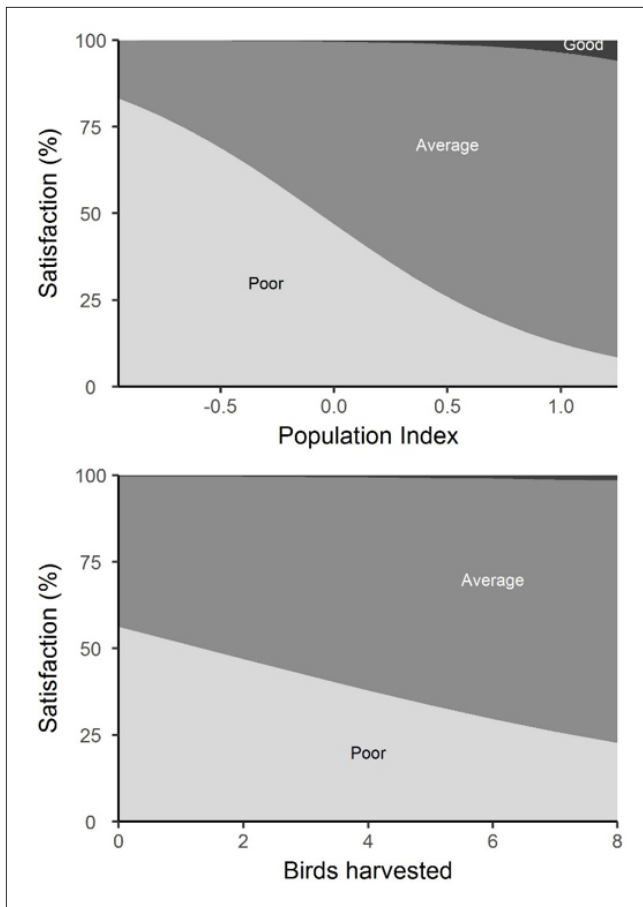 100
Good
75
Average
Satisfaction (%)
50
Poor
25
0
-0.5 0.0 0.5 1.0
Population Index
100
75
Average
Satisfaction (%)
50
25
Poor
0
0 2 4 6 8
Birds harvested